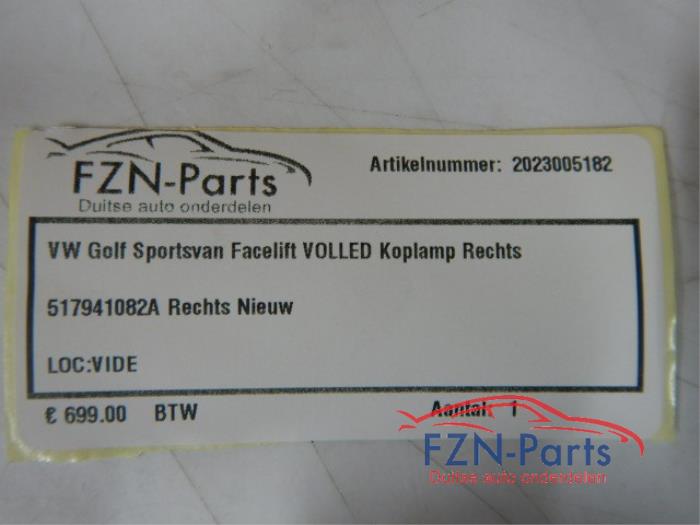 FZN-Parts
Duitse auto onderdelen
Artikelnummer: 2023005182
VW Golf Sportsvan Facelift VOLLED Koplamp Rechts
517941082A Rechts Nieuw
LOC:VIDE
€ 699.00 BTW
Aantal: 1
FZN-Parts
Duitse auto onderdelen